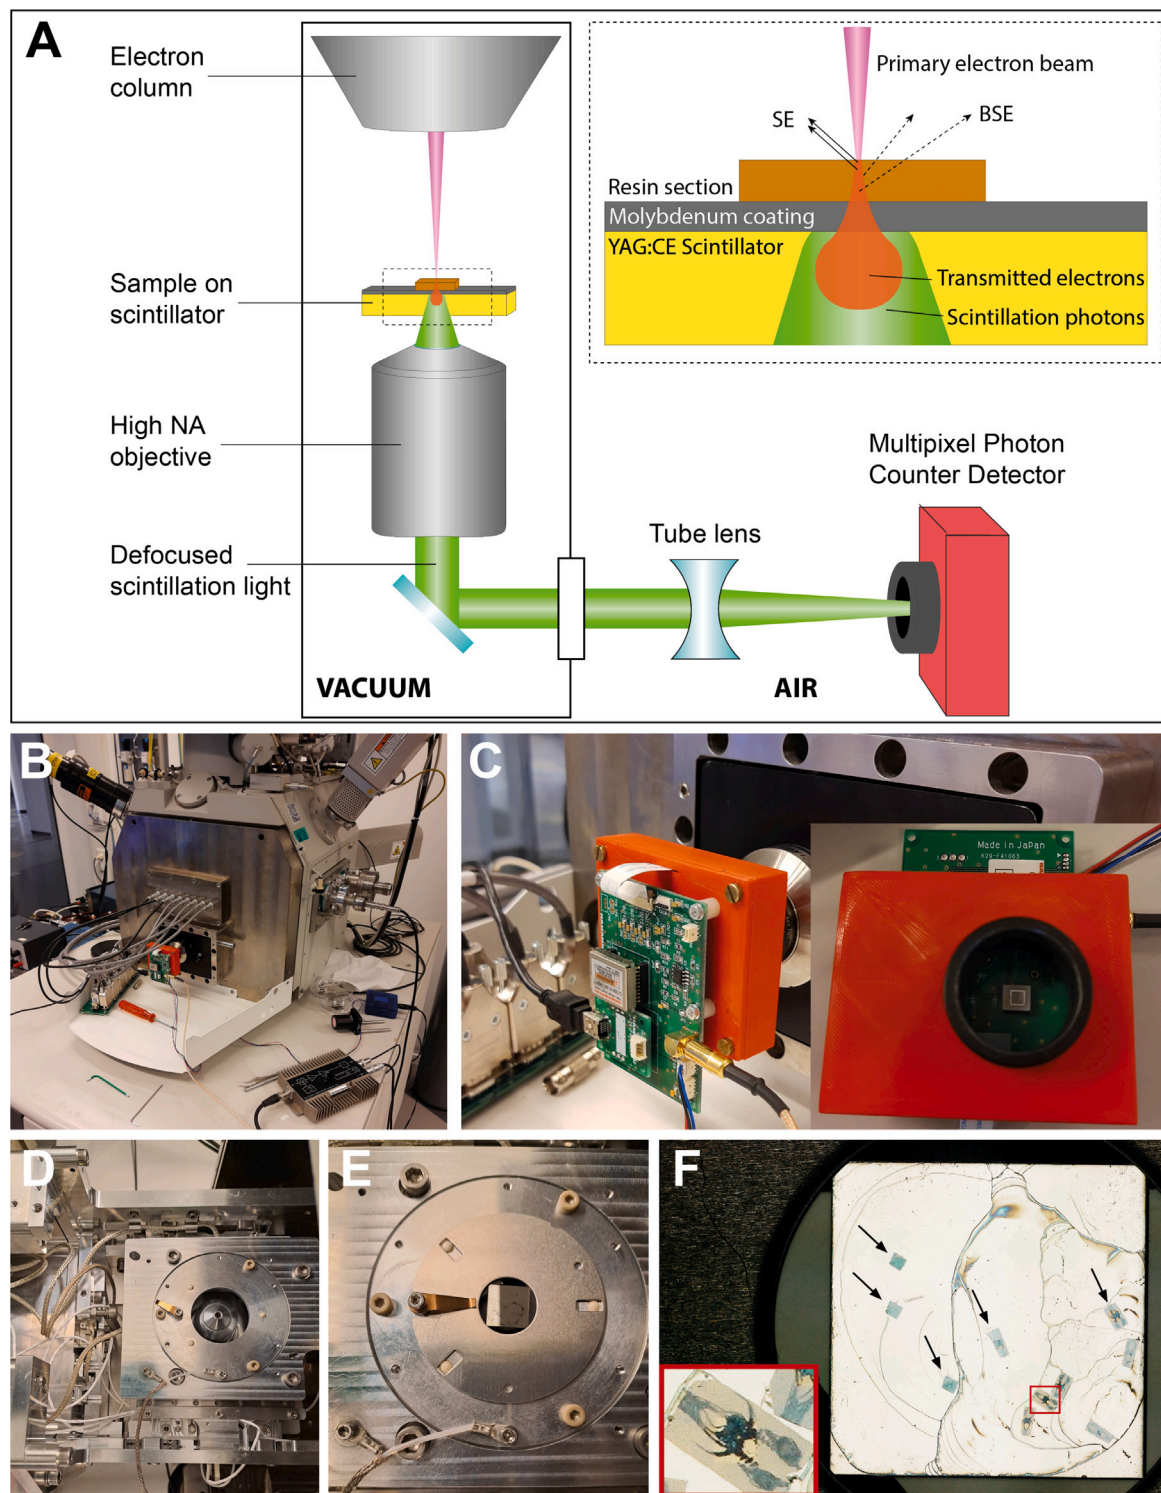 A
Electron
column
Sample on
scintillator
High NA
objective
Defocused
scintillation light
VACUUM
AIR
Tube lens
Multipixel Photon
Counter Detector
Primary electron beam
SE
BSE
Resin section
Molybdenum coating
YAG:CE Scintillator
Transmitted electrons
Scintillation photons
B
C
Made in JaPan
K29-F41063
D
E
F